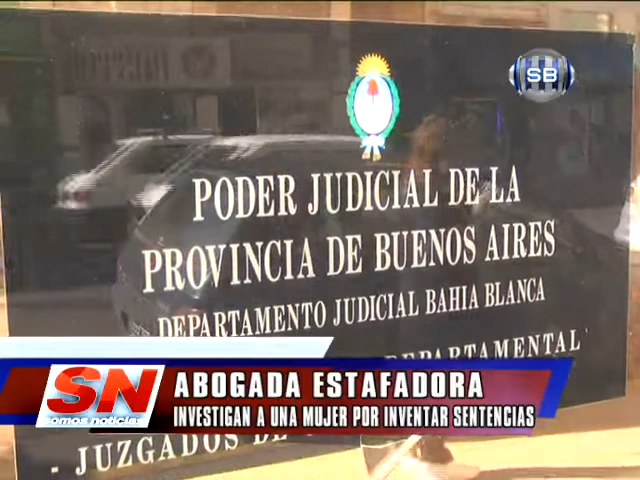 SB
PODER JUDICIAL DE LA
PROVINCIA DE BUENOS AIRES
DEPARTAMENTO JUDICIAL BAHIA BLANCA
DEPARTAMENTAL
SN
somos noticias
ABOGADA ESTAFADORA
INVESTIGAN A UNA MUJER POR INVENTAR SENTENCIAS
- JUZGADOS DE